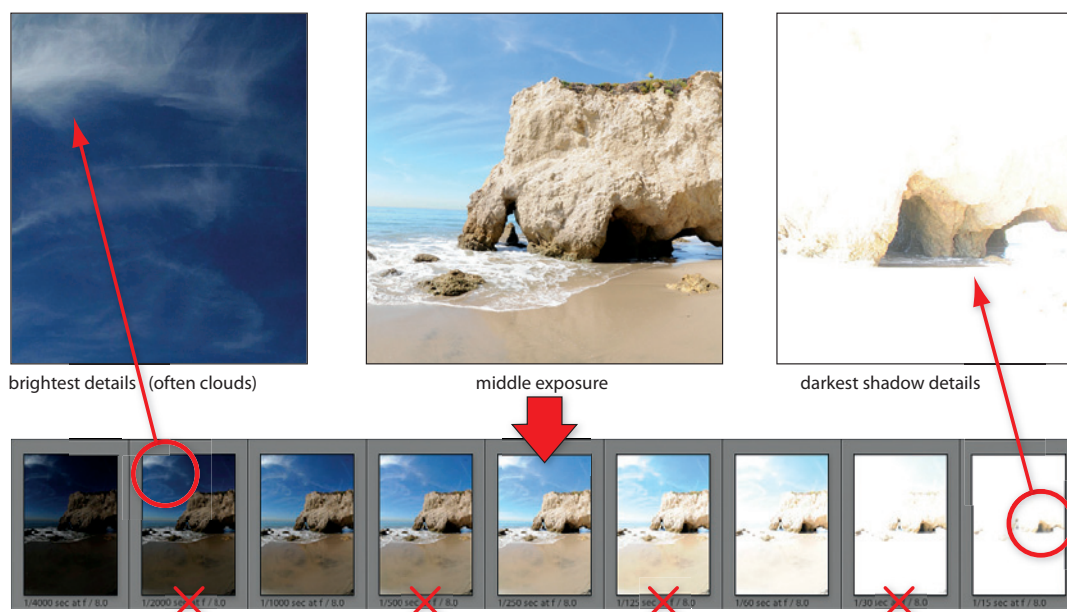 brightest details (often clouds)
middle exposure
darkest shadow details
1/4000 sec at f / 8.0
1/2000 sec at f / 8.0
1/1000 sec at f / 8.0
1/500 sec at f / 8.0
1/250 sec at f / 8.0
1/125 sec at f / 8.0
1/60 sec at f / 8.0
1/30 sec at f / 8.0
1/15 sec at f / 8.0